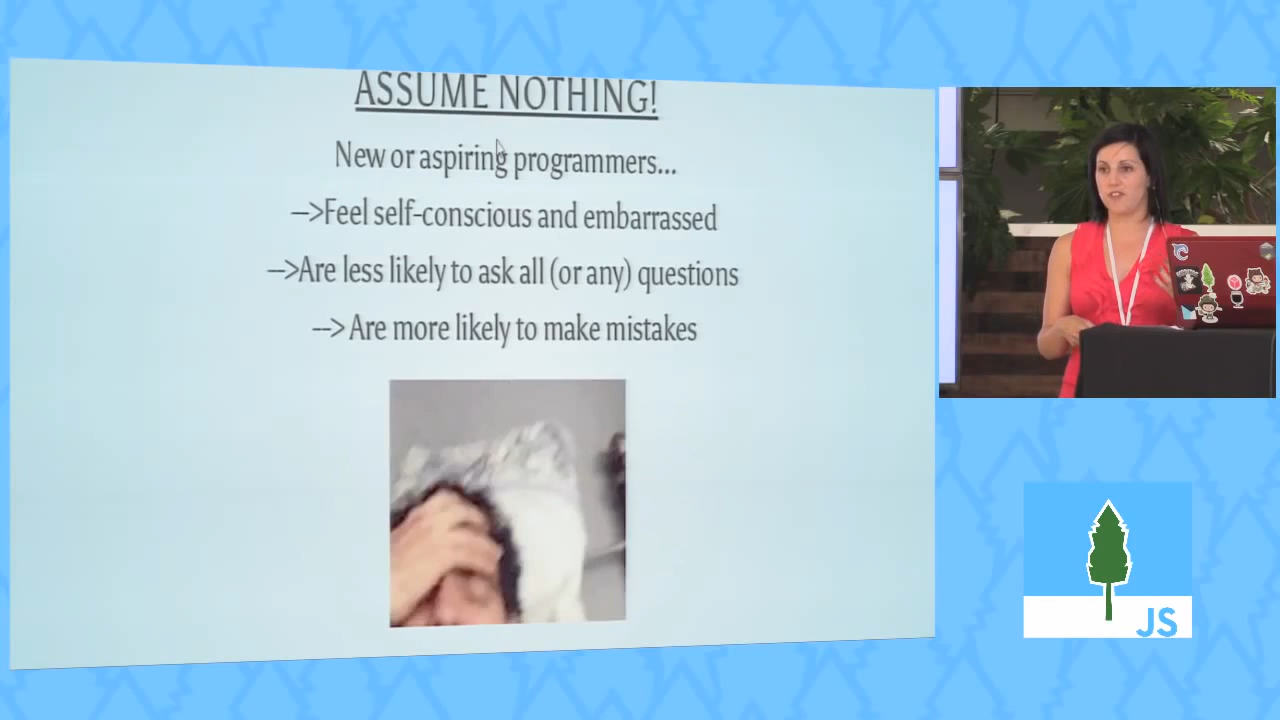 ASSUME NOTHING!
New or aspiring programmers...
-->Feel self-conscious and embarrassed
-->Are less likely to ask all (or any) questions
--> Are more likely to make mistakes
JS